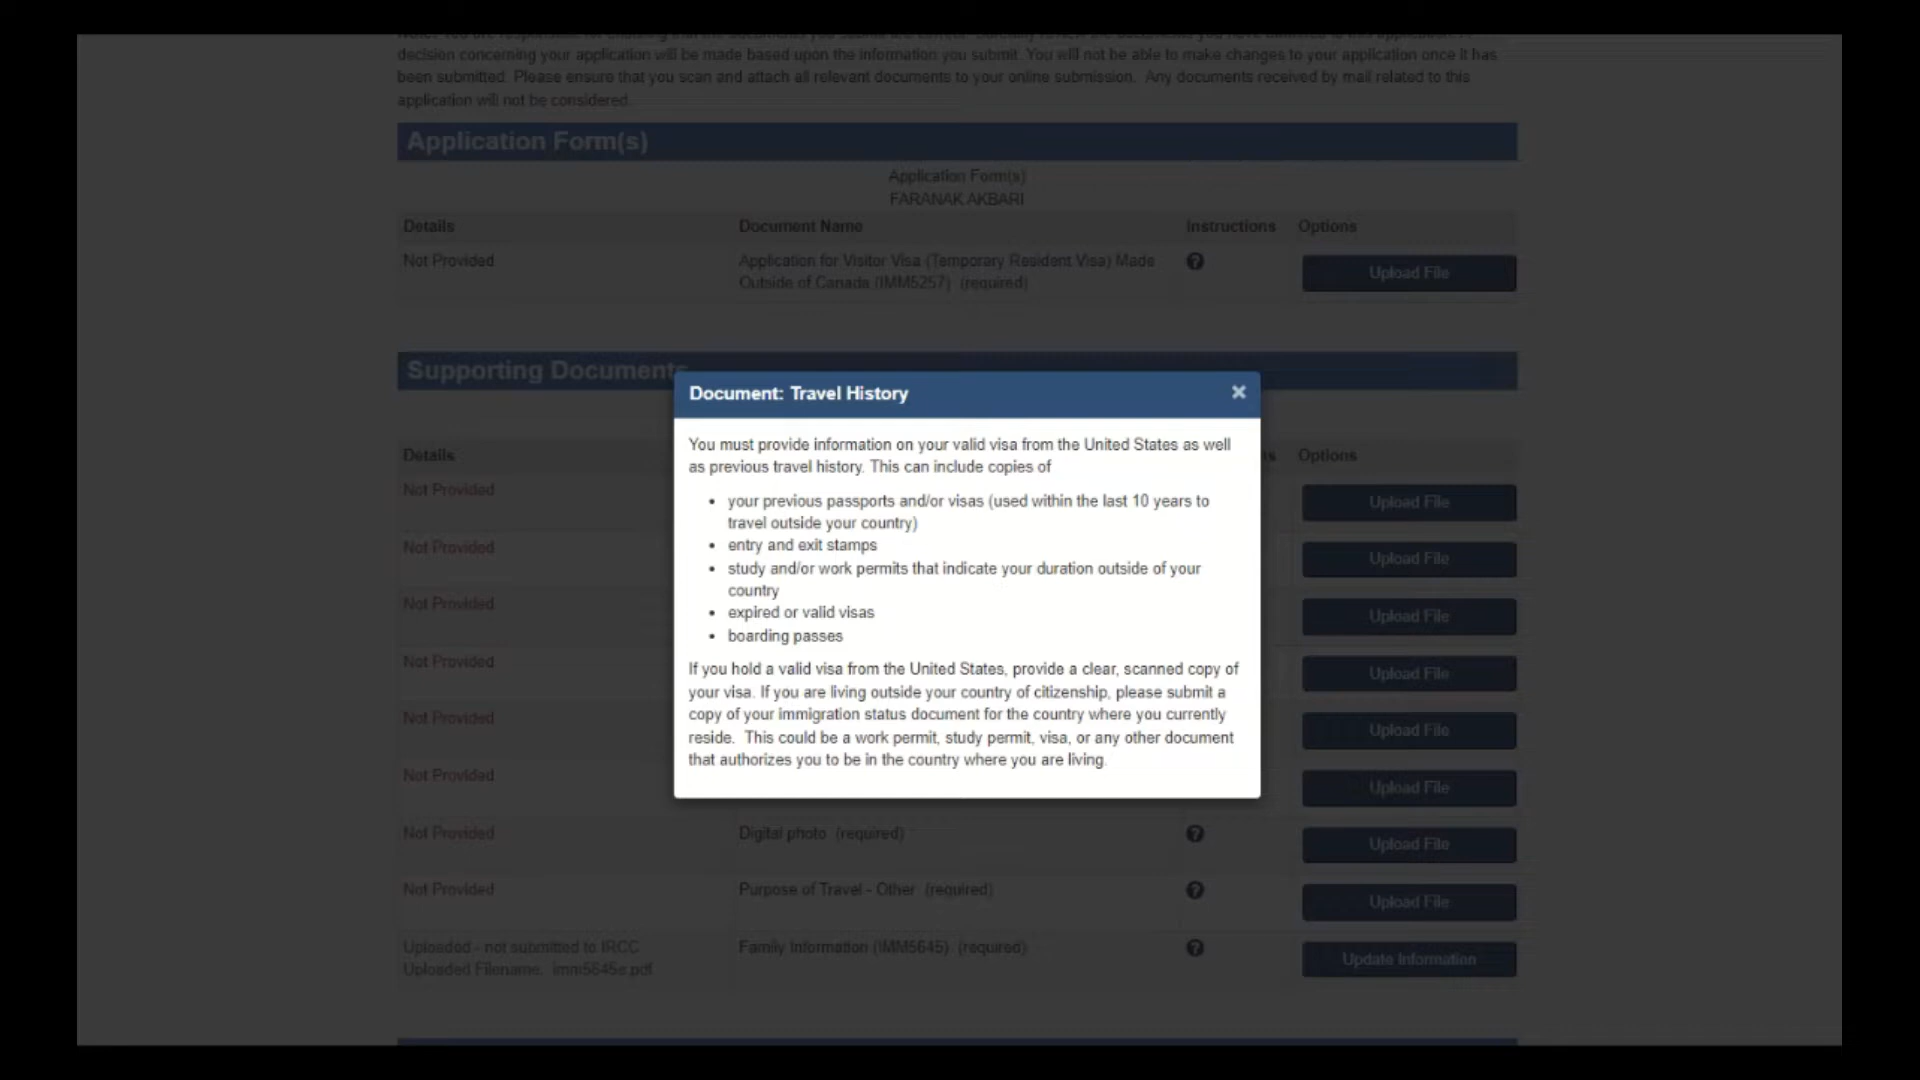 decision concerning your application will be made based upon the information you submit. You will not be able to make changes to your application once it has
been submitted. Please ensure that you scan and attach all relevant documents to your online submission. Any documents received by mail related to this
application will not be considered.
Application Form(s)
Application Form(s)
FARANAK AKBARI
Details Document Name Instructions Options
Not Provided Application for Visitor Visa (Temporary Resident Visa) Made Upload File
Outside of Canada (IMM5257) (required)
Supporting Documents
Document: Travel History
You must provide information on your valid visa from the United States as well
as previous travel history. This can include copies of
• your previous passports and/or visas (used within the last 10 years to
travel outside your country)
• entry and exit stamps
• study and/or work permits that indicate your duration outside of your
country
• expired or valid visas
• boarding passes
If you hold a valid visa from the United States, provide a clear, scanned copy of
your visa. If you are living outside your country of citizenship, please submit a
copy of your immigration status document for the country where you currently
reside. This could be a work permit, study permit, visa, or any other document
that authorizes you to be in the country where you are living.
Details Options
Not Provided Upload File
Not Provided Upload File
Not Provided Upload File
Not Provided Upload File
Not Provided Upload File
Not Provided Upload File
Not Provided Digital photo (required) Upload File
Not Provided Purpose of Travel - Other (required) Upload File
Uploaded - not submitted to IRCC Family Information (IMM5645) (required) Update Information
Uploaded Filename: imm5645e.pdf